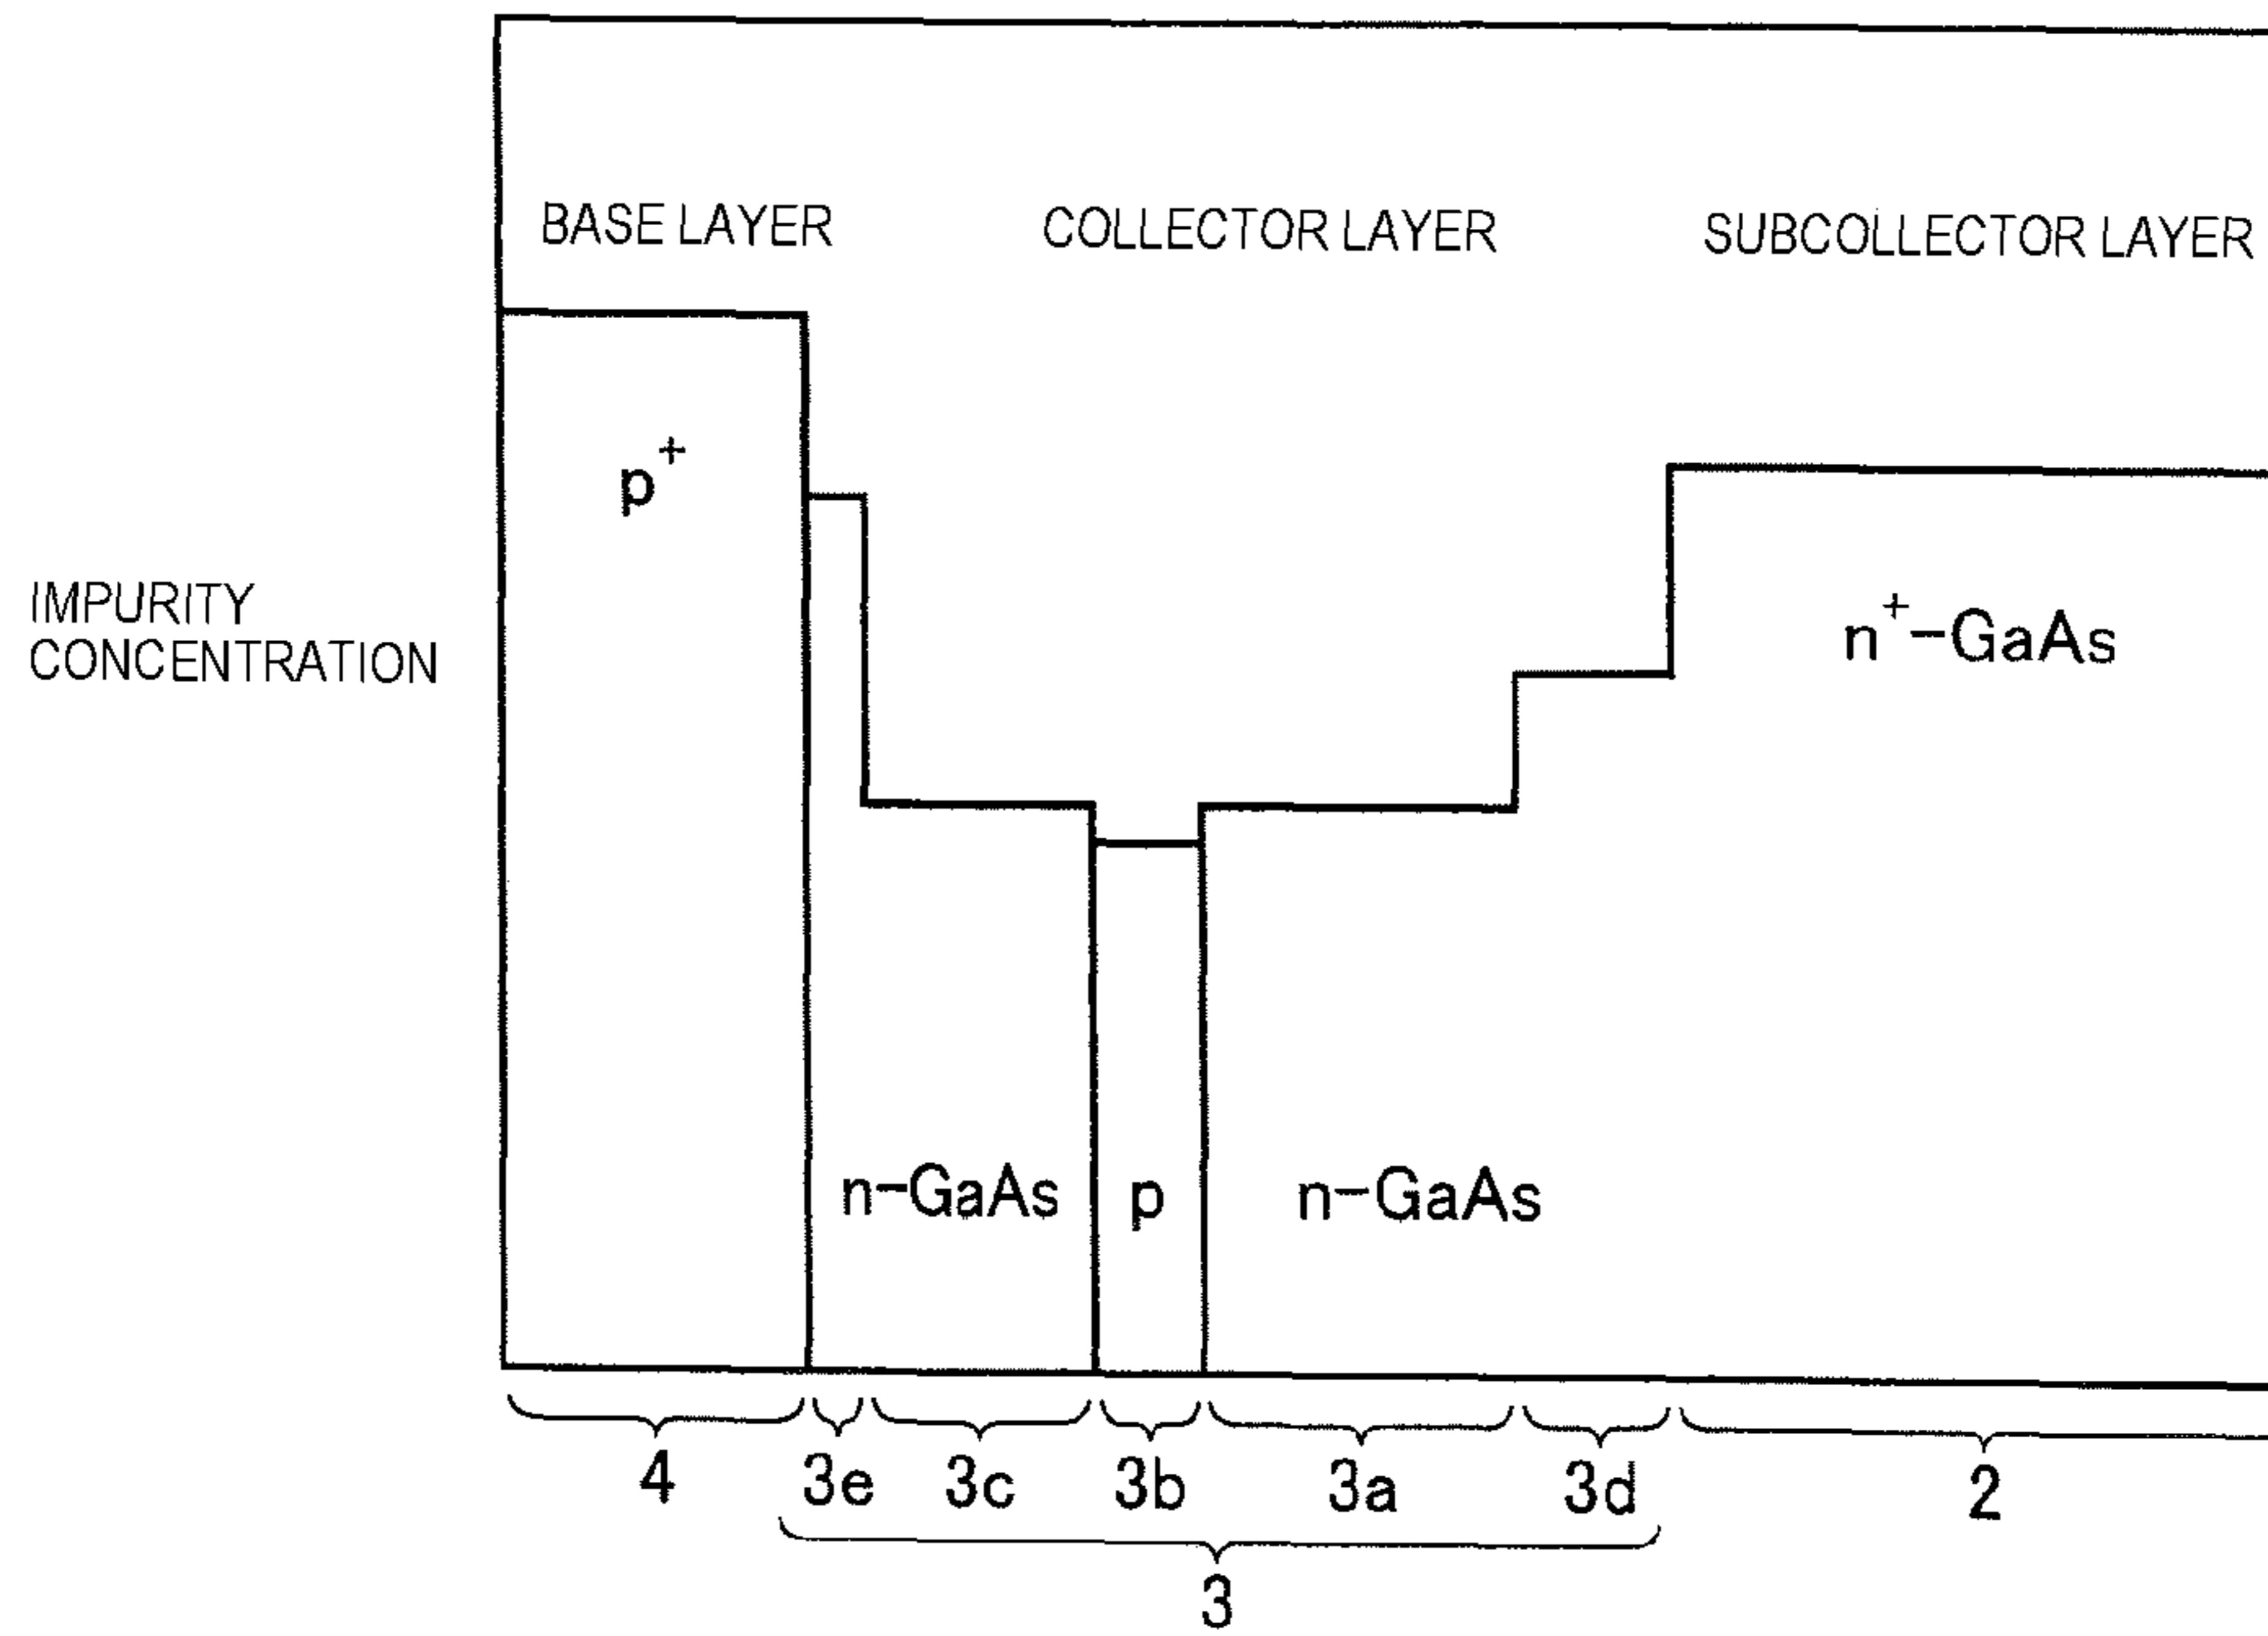 BASE LAYER COLLECTOR LAYER SUBCOLLECTOR LAYER
p+
IMPURITY
CONCENTRATION
n+-GaAs
n-GaAs p n-GaAs
4 3e 3c 3b 3a 3d 2
3